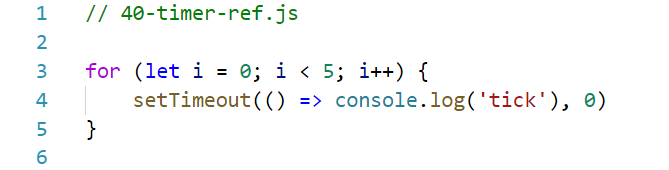 1 // 40-timer-ref.js
2
3 for (let i = 0; i < 5; i++) {
4     setTimeout(() => console.log('tick'), 0)
5 }
6